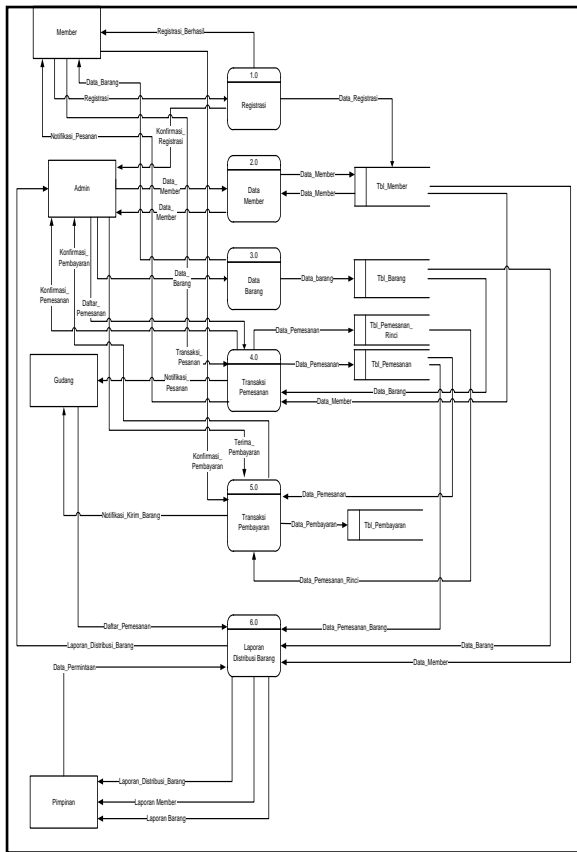 Member
Registrasi_Berhasil
1.0
Registrasi
Data_Barang
Registrasi
Data_Registrasi
Notifikasi_Pesanan
Konfirmasi_
Registrasi
2.0
Data
Member
Admin
Data_
Member
Data_
Member
Data_Member
Data_Member
Tbl_Member
Konfirmasi_
Pembayaran
Konfirmasi_
Pemesanan
Daftar_
Pemesanan
Data_
Barang
3.0
Data
Barang
Data_barang
Tbl_Barang
Data_Pemesanan
Tbl_Pemesanan_
Rinci
Transaksi_
Pesanan
4.0
Transaksi
Pemesanan
Data_Pemesanan
Tbl_Pemesanan
Gudang
Notifikasi_
Pesanan
Data_Barang
Data_Member
Terima_
Pembayaran
Konfirmasi_
Pembayaran
5.0
Transaksi
Pembayaran
Data_Pemesanan
Notifikasi_Kirim_Barang
Data_Pembayaran
Tbl_Pembayaran
Data_Pemesanan_Rinci
6.0
Laporan
Distribusi Barang
Daftar_Pemesanan
Data_Pemesanan_Barang
Laporan_Distribusi_Barang
Data_Barang
Data_Permintaan
Data_Member
Pimpinan
Laporan_Distribusi_Barang
Laporan Member
Laporan Barang